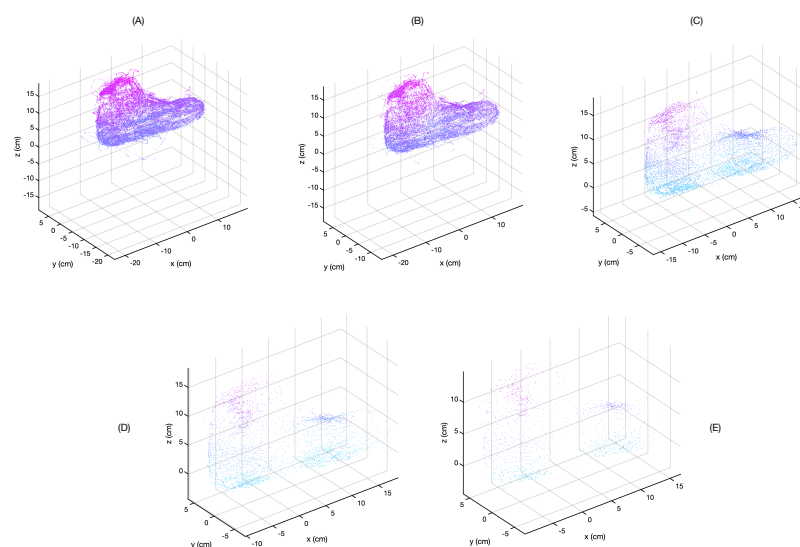 (A) (B) (C)
z (cm) 15 10 5 0 -5 -10 -15
5 0 -5 -10 -15 -20
-20 -10 0 10
y (cm) x (cm)
z (cm) 15 10 5 0 -5 -10 -15
5 0 -5 -10
-20 -10 0 10
y (cm) x (cm)
z (cm) 15 10 5 0 -5
5 0 -5
-15 -10 -5 0 5 10 15
y (cm) x (cm)
(D)
z (cm) 15 10 5 0
5 0 -5
-10 -5 0 5 10 15
y (cm) x (cm)
z (cm) 10 5 0
5 0 -5
-5 0 5 10 15
y (cm) x (cm)
(E)